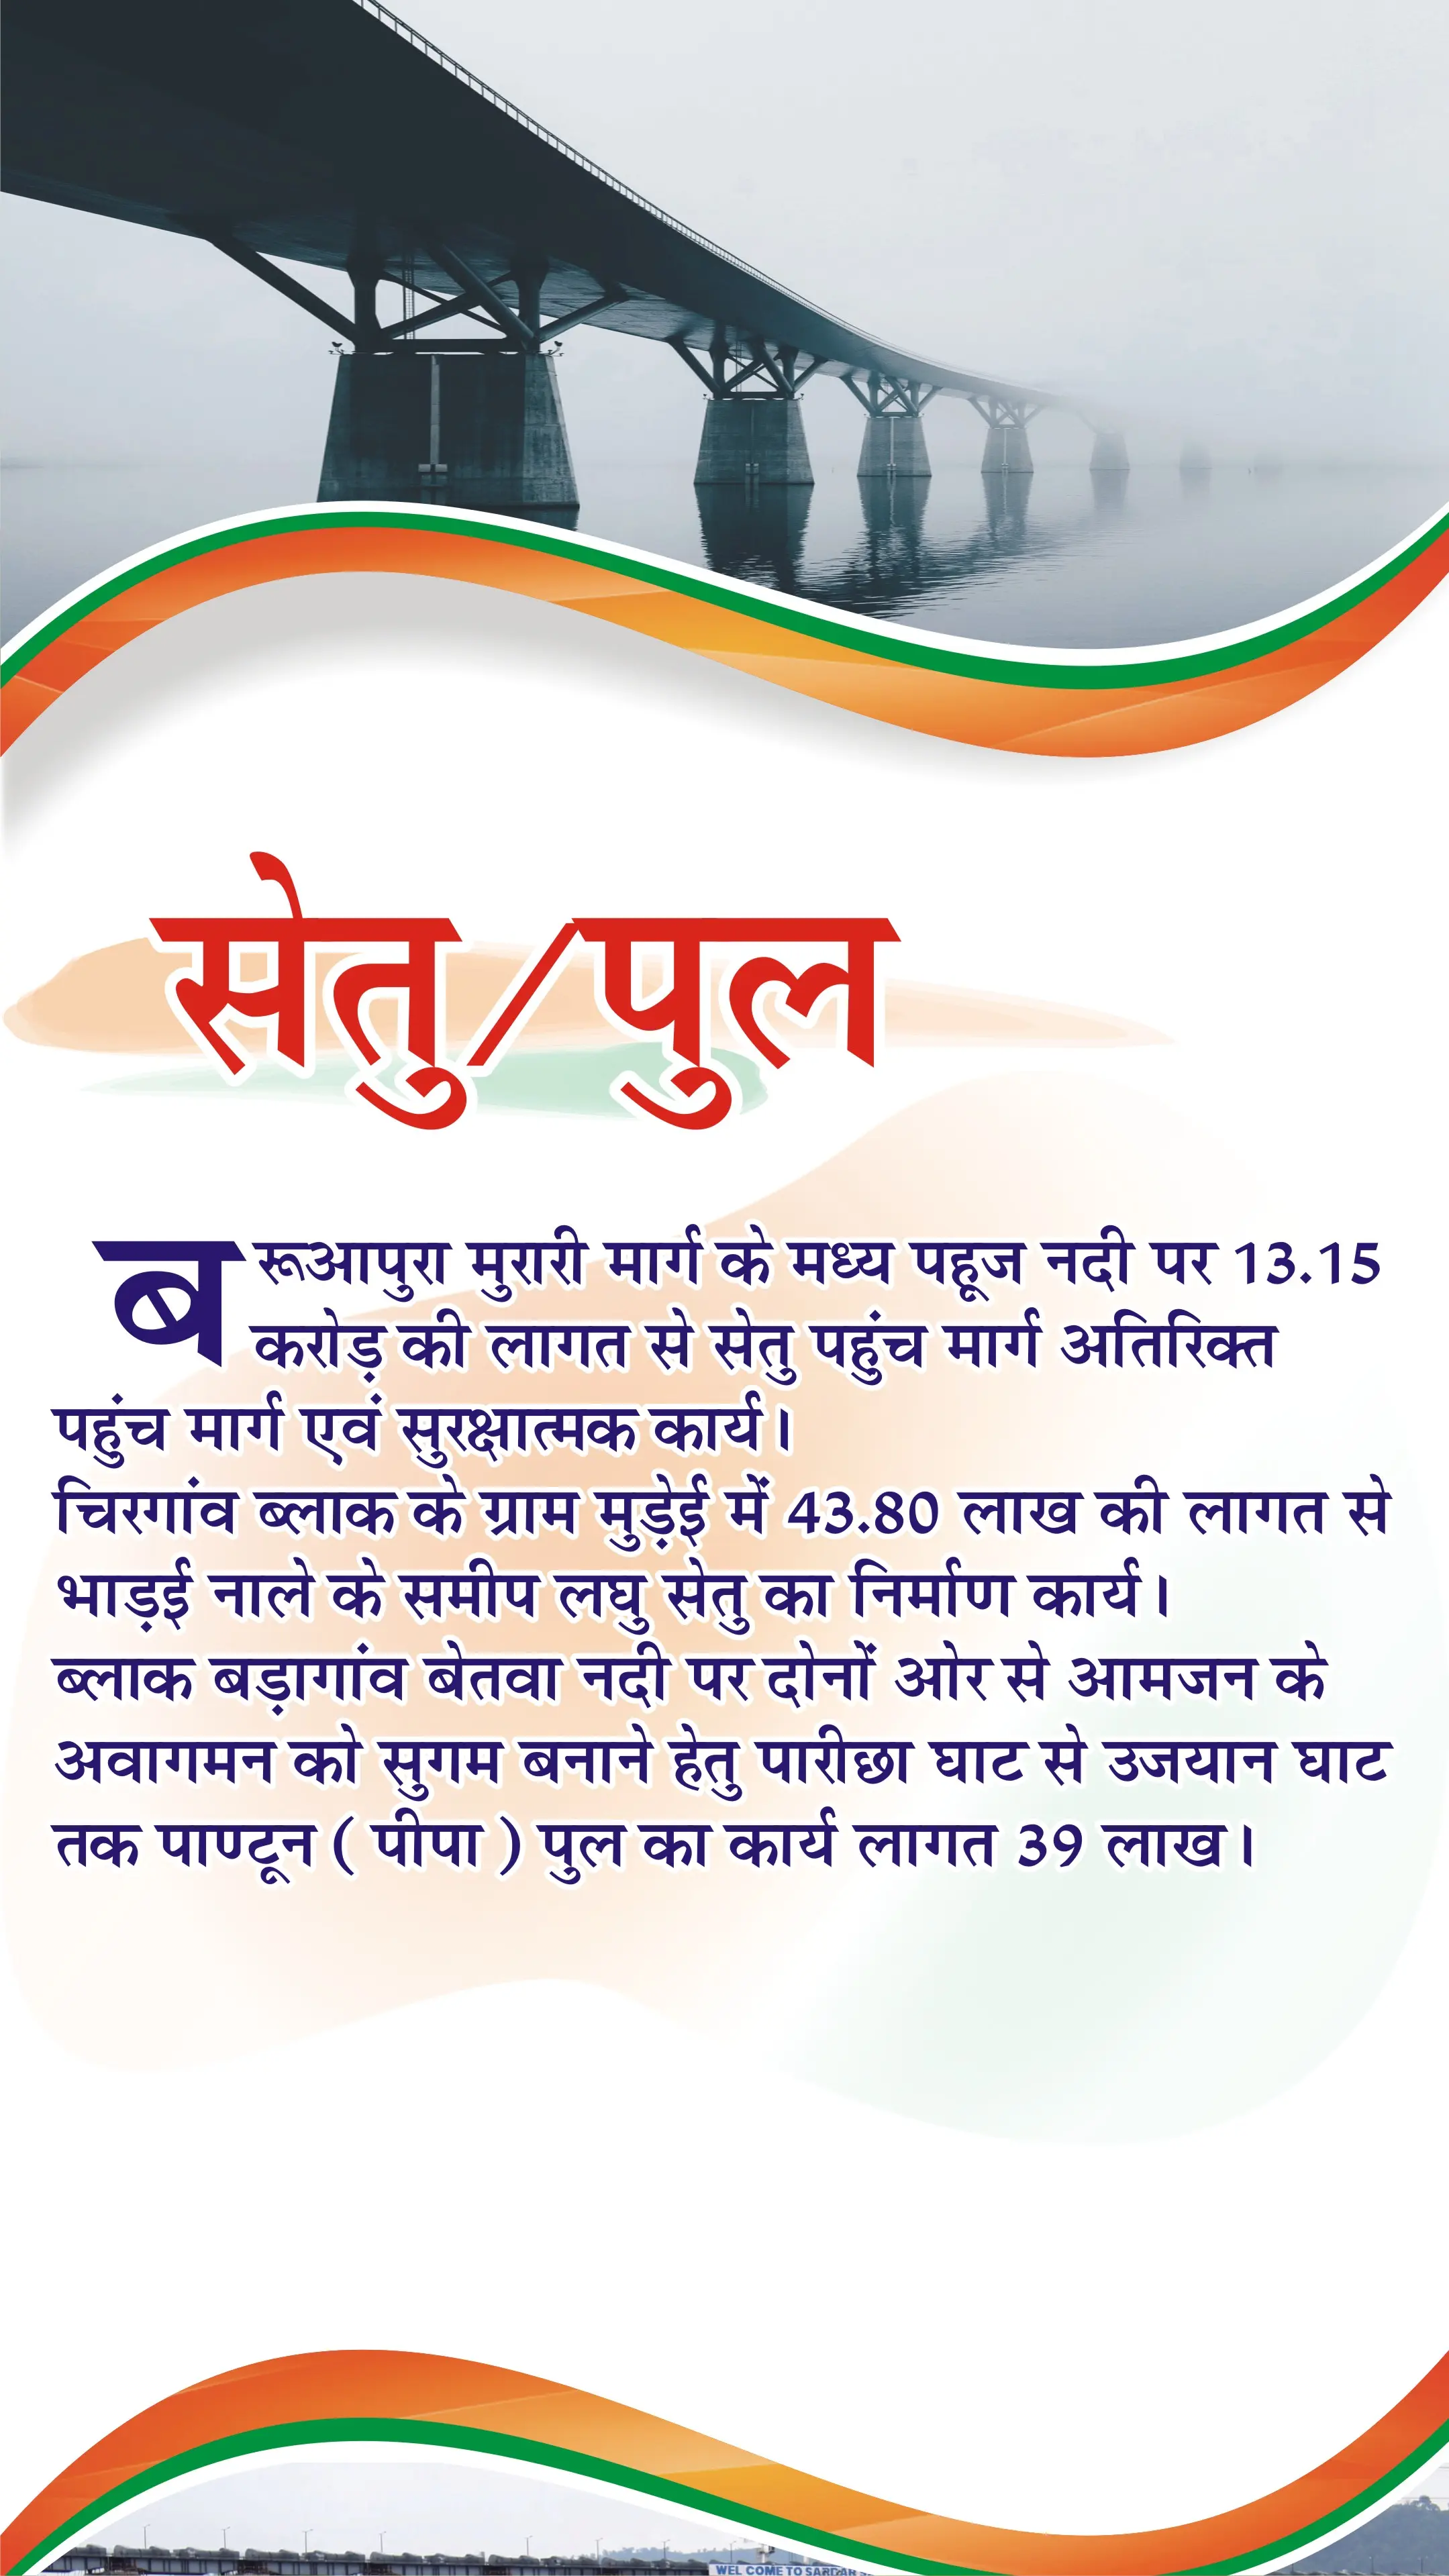 सेतु/पुल
बरूआपुरा मुरारी मार्ग के मध्य पहूज नदी पर 13.15
करोड़ की लागत से सेतु पहुंच मार्ग अतिरिक्त
पहुंच मार्ग एवं सुरक्षात्मक कार्य।
चिरगांव ब्लाक के ग्राम मुड़ेई में 43.80 लाख की लागत से
भाड़ई नाले के समीप लघु सेतु का निर्माण कार्य।
ब्लाक बड़ागांव बेतवा नदी पर दोनों ओर से आमजन के
अवागमन को सुगम बनाने हेतु पारीछा घाट से उजयान घाट
तक पाण्टून ( पीपा ) पुल का कार्य लागत 39 लाख।
WEL COME TO SARDAR